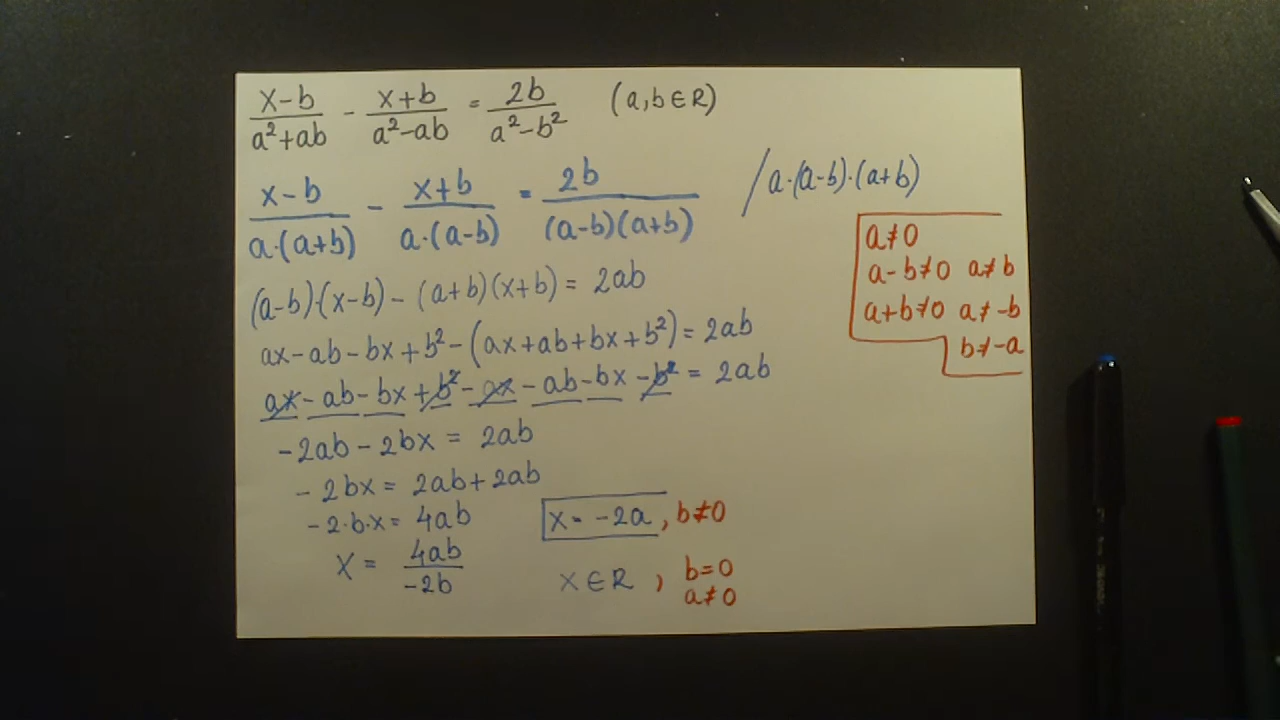 x-b/a²+ab - x+b/a²-ab = 2b/a²-b² (a,b∈R)
x-b/a·(a+b) - x+b/a·(a-b) = 2b/(a-b)(a+b) /a·(a-b)·(a+b)
a≠0
a-b≠0 a≠b
a+b≠0 a≠-b
b≠-a
(a-b)·(x-b) - (a+b)(x+b) = 2ab
ax-ab-bx+b²-(ax+ab+bx+b²)=2ab
ax-ab-bx+b²-ax-ab-bx-b²=2ab
-2ab-2bx = 2ab
-2bx = 2ab+2ab
-2·b·x = 4ab
x = 4ab/-2b
x = -2a, b≠0
x∈R, b=0
a≠0